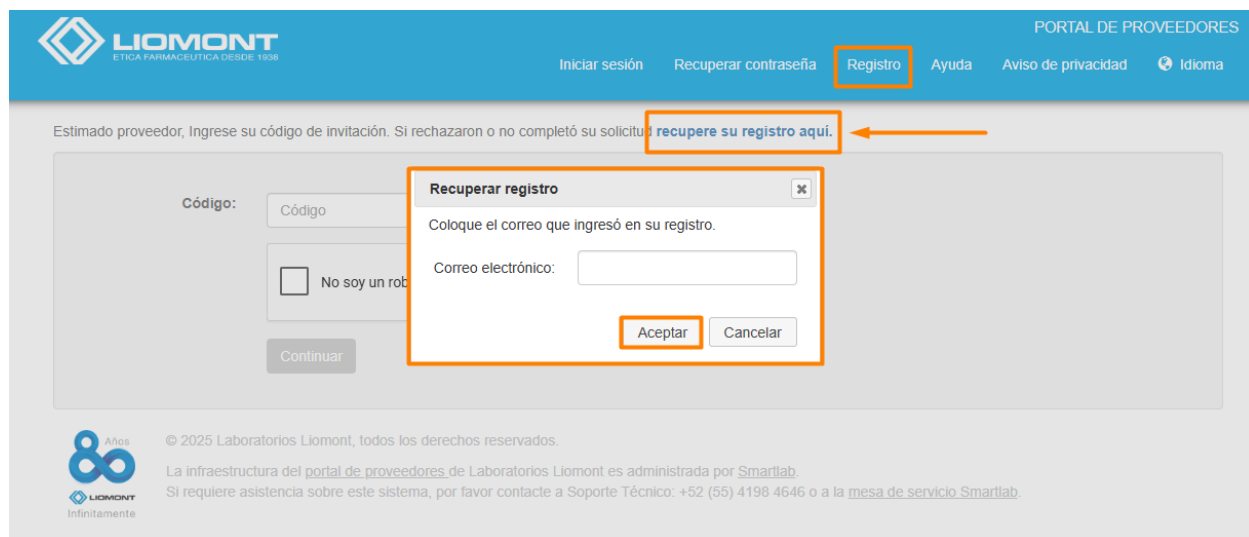 LIOMONT
ETICA FARMACEUTICA DESDE 1938
PORTAL DE PROVEEDORES
Iniciar sesión Recuperar contraseña Registro Ayuda Aviso de privacidad Idioma
Estimado proveedor, Ingrese su código de invitación. Si rechazaron o no completó su solicitud recupere su registro aquí.
Recuperar registro
Coloque el correo que ingresó en su registro.
Correo electrónico:
Aceptar Cancelar
Código:
Código
No soy un rob
Continuar
80 Años
LIOMONT
Infinitamente
© 2025 Laboratorios Liomont, todos los derechos reservados.
La infraestructura del portal de proveedores de Laboratorios Liomont es administrada por Smartlab.
Si requiere asistencia sobre este sistema, por favor contacte a Soporte Técnico: +52 (55) 4198 4646 o a la mesa de servicio Smartlab.